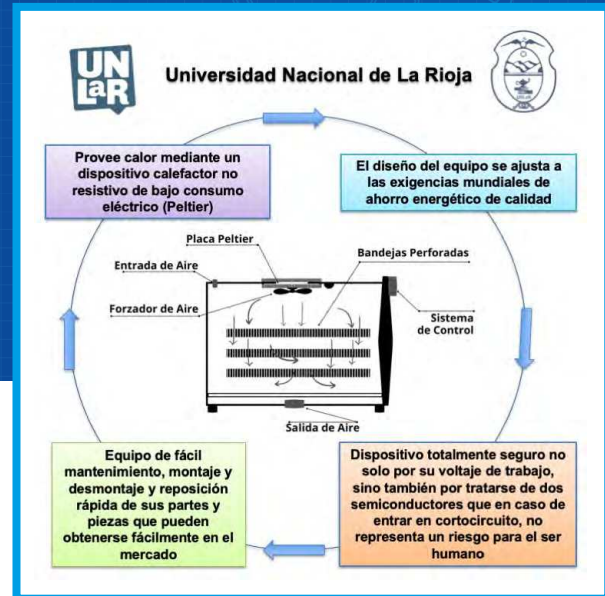 UN
LaR
Universidad Nacional de La Rioja
Provee calor mediante un
dispositivo calefactor no
resistivo de bajo consumo
eléctrico (Peltier)
El diseño del equipo se ajusta a
las exigencias mundiales de
ahorro energético de calidad
Placa Peltier
Bandejas Perforadas
Entrada de Aire
Forzador de Aire
Sistema
de Control
Salida de Aire
Equipo de fácil
mantenimiento, montaje y
desmontaje y reposición
rápida de sus partes y
piezas que pueden
obtenerse fácilmente en el
mercado
Dispositivo totalmente seguro no
solo por su voltaje de trabajo,
sino también por tratarse de dos
semiconductores que en caso de
entrar en cortocircuito, no
representa un riesgo para el ser
humano